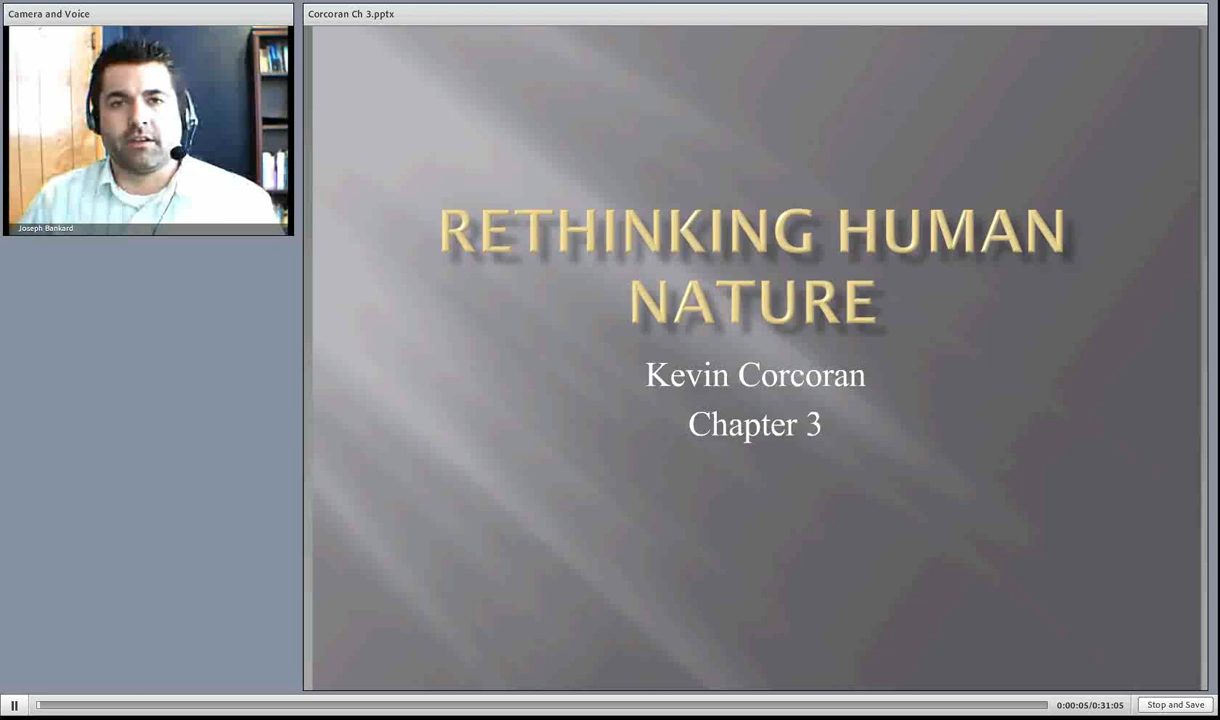 Camera and Voice
Joseph Bankard
Corcoran Ch 3.pptx
RETHINKING HUMAN
NATURE
Kevin Corcoran
Chapter 3
0:00:05/0:31:05
Stop and Save